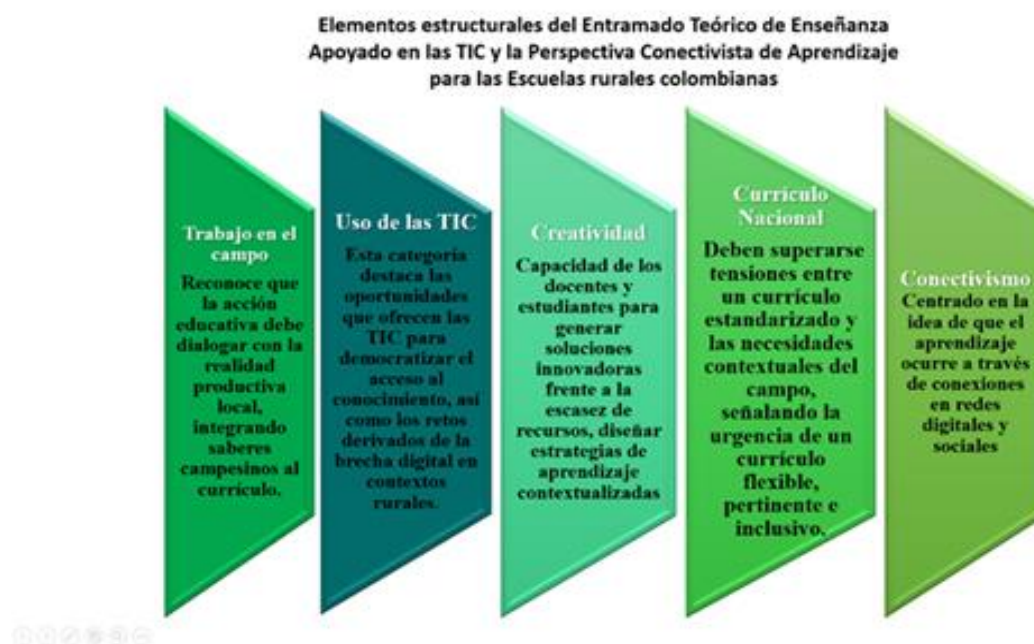 Elementos estructurales del Entramado Teórico de Enseñanza
Apoyado en las TIC y la Perspectiva Conectivista de Aprendizaje
para las Escuelas rurales colombianas
Trabajo en el
campo
Reconoce que
la acción
educativa debe
dialogar con la
realidad
productiva
local,
integrando
saberes
campesinos al
currículo.
Uso de las TIC
Esta categoría
destaca las
oportunidades
que ofrecen las
TIC para
democratizar el
acceso al
conocimiento, así
como los retos
derivados de la
brecha digital en
contextos
rurales.
Creatividad
Capacidad de los
docentes y
estudiantes para
generar
soluciones
innovadoras
frente a la
escasez de
recursos, diseñar
estrategias de
aprendizaje
contextualizadas
Currículo
Nacional
Deben superarse
tensiones entre
un currículo
estandarizado y
las necesidades
contextuales del
campo,
señalando la
urgencia de un
currículo
flexible,
pertinente e
inclusivo.
Conectivismo
Centrado en la
idea de que el
aprendizaje
ocurre a través
de conexiones
en redes
digitales y
sociales